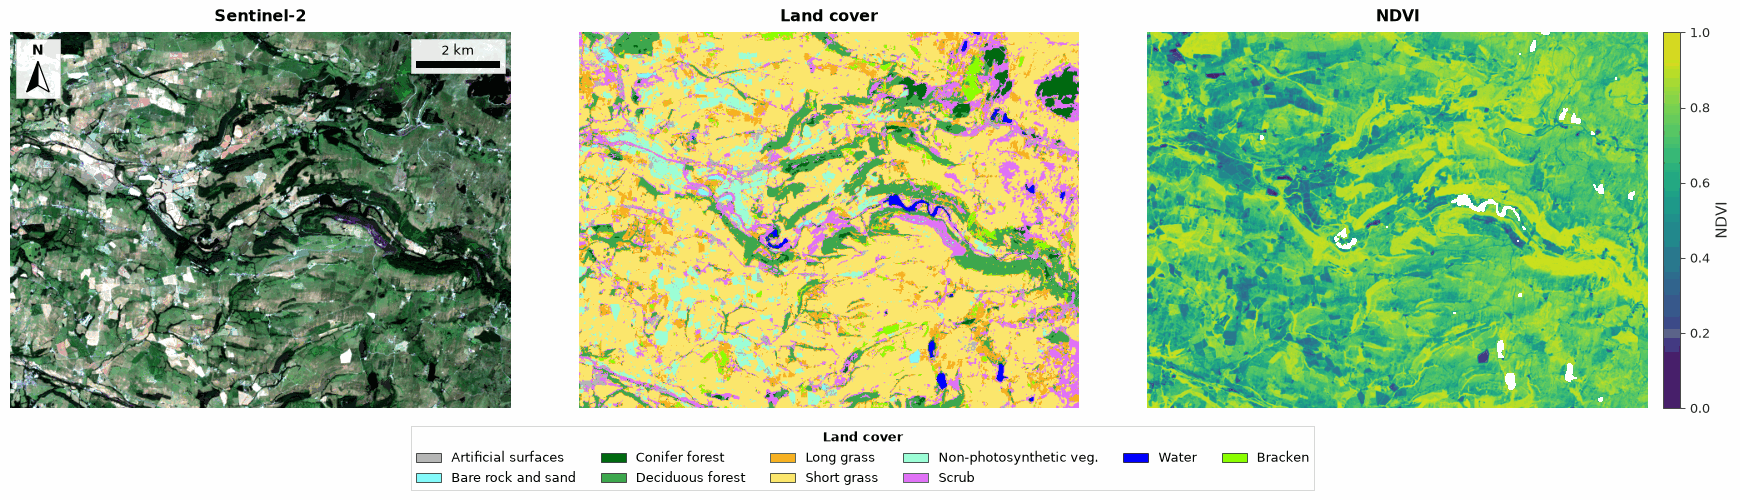 Sentinel-2
Land cover
NDVI
N
2 km
1.0
0.8
0.6
0.4
0.2
0.0
NDVI
Land cover
Artificial surfaces
Conifer forest
Long grass
Non-photosynthetic veg.
Water
Bracken
Bare rock and sand
Deciduous forest
Short grass
Scrub